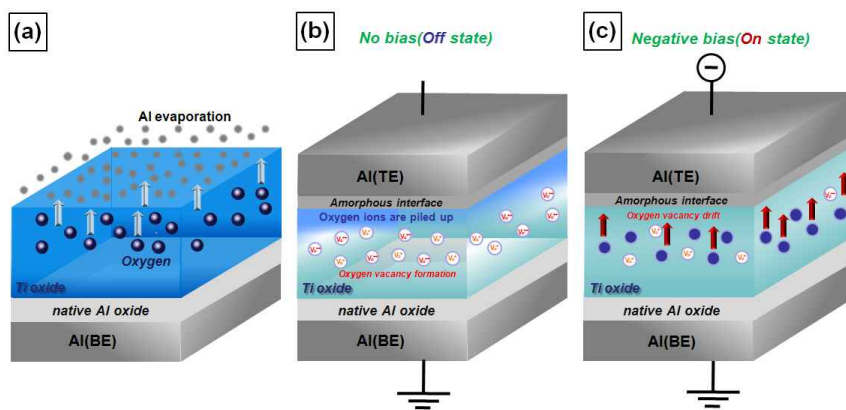 (a)
Al evaporation
Oxygen
Ti oxide
native Al oxide
Al(BE)
(b)
No bias(Off state)
Al(TE)
Amorphous interface
Oxygen ions are piled up
Oxygen vacancy formation
Ti oxide
native Al oxide
Al(BE)
(c)
Negative bias(On state)
Al(TE)
Amorphous interface
Oxygen vacancy drift
Ti oxide
native Al oxide
Al(BE)